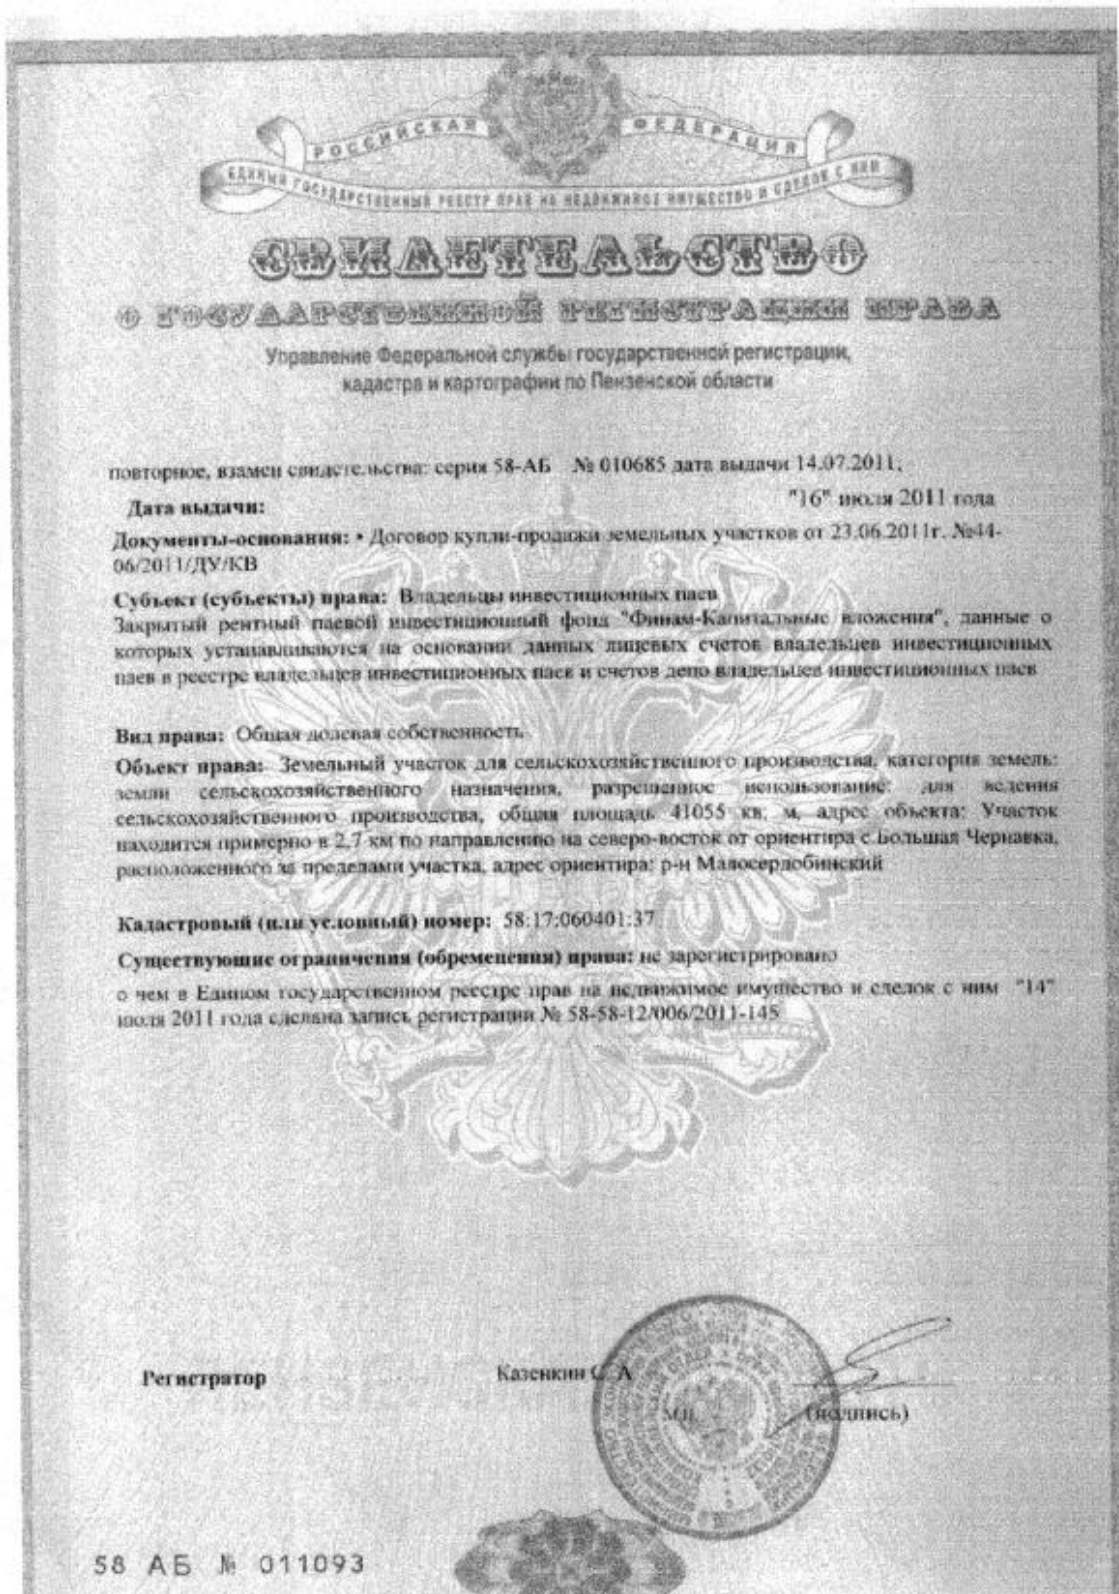 РОССИЙСКАЯ ФЕДЕРАЦИЯ
ЕДИНЫЙ ГОСУДАРСТВЕННЫЙ РЕЕСТР ПРАВ НА НЕДВИЖИМОЕ ИМУЩЕСТВО И СДЕЛОК С НИМ
СВИДЕТЕЛЬСТВО
О ГОСУДАРСТВЕННОЙ РЕГИСТРАЦИИ ПРАВА
Управление Федеральной службы государственной регистрации,
кадастра и картографии по Пензенской области
повторное, взамен свидетельства: серия 58-АБ № 010685 дата выдачи 14.07.2011,
Дата выдачи: "16" июля 2011 года
Документы-основания: • Договор купли-продажи земельных участков от 23.06.2011г. №44-
06/2011/ДУ/КВ
Субъект (субъекты) права: Владельцы инвестиционных паев
Закрытый рентный паевой инвестиционный фонд "Финам-Капитальные вложения", данные о
которых устанавливаются на основании данных лицевых счетов владельцев инвестиционных
паев в реестре владельцев инвестиционных паев и счетов депо владельцев инвестиционных паев
Вид права: Общая долевая собственность
Объект права: Земельный участок для сельскохозяйственного производства, категория земель:
земли сельскохозяйственного назначения, разрешенное использование: для ведения
сельскохозяйственного производства, общая площадь 41055 кв. м, адрес объекта: Участок
находится примерно в 2,7 км по направлению на северо-восток от ориентира с.Большая Чернавка,
расположенного за пределами участка, адрес ориентира: р-н Малосердобинский
Кадастровый (или условный) номер: 58:17:060401:37
Существующие ограничения (обременения) права: не зарегистрировано
о чем в Едином государственном реестре прав на недвижимое имущество и сделок с ним "14"
июля 2011 года сделана запись регистрации № 58-58-12/006/2011-145
Регистратор Казенкин С. А
М.П. (подпись)
58 АБ № 011093